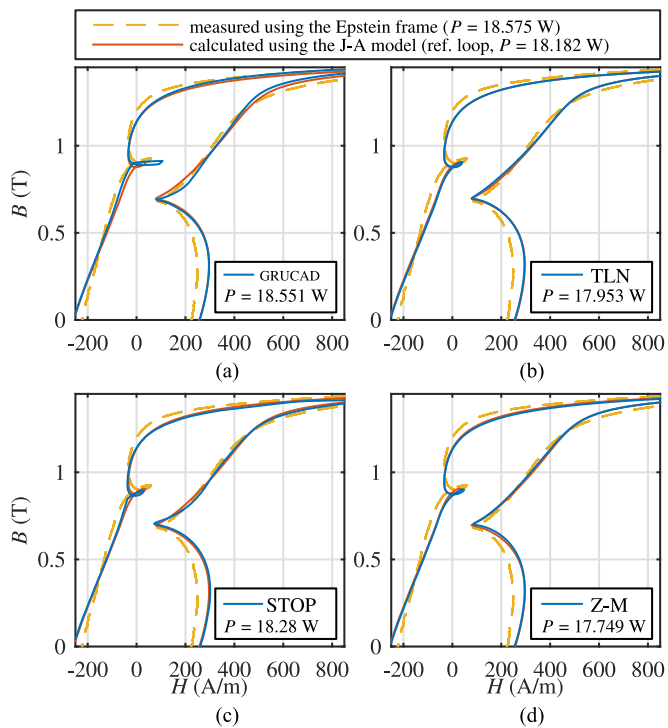 measured using the Epstein frame (P = 18.575 W)
calculated using the J-A model (ref. loop, P = 18.182 W)
B (T)
1
0.5
0
GRUCAD
P = 18.551 W
-200 0 200 400 600 800
(a)
1
0.5
0
TLN
P = 17.953 W
-200 0 200 400 600 800
(b)
B (T)
1
0.5
0
STOP
P = 18.28 W
-200 0 200 400 600 800
H (A/m)
(c)
1
0.5
0
Z-M
P = 17.749 W
-200 0 200 400 600 800
H (A/m)
(d)